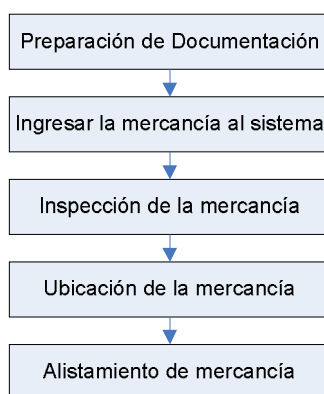 Preparación de Documentación
Ingresar la mercancía al sistema
Inspección de la mercancía
Ubicación de la mercancía
Alistamiento de mercancía